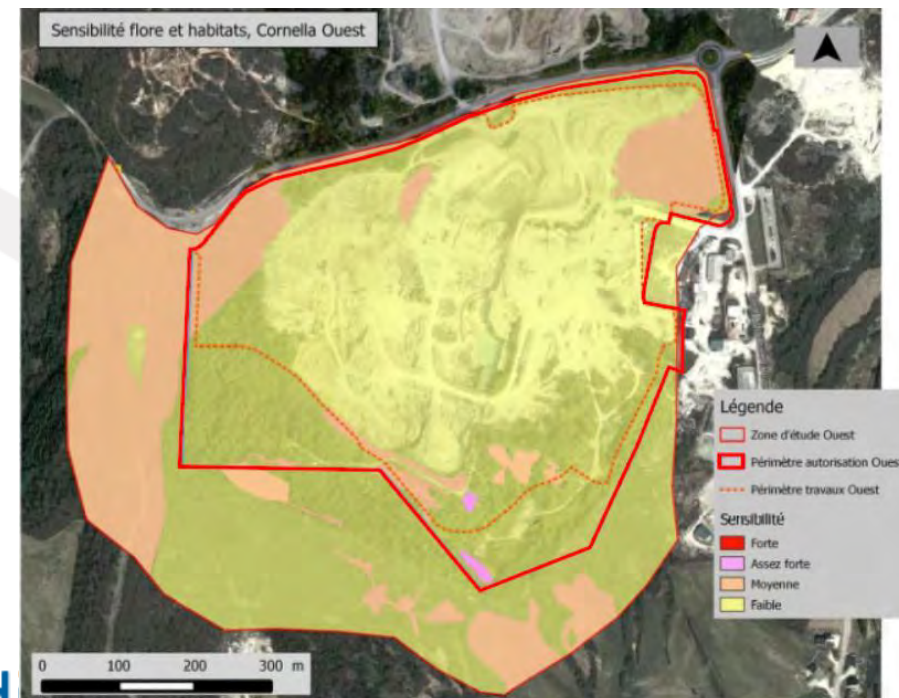 Sensibilité flore et habitats, Cornella Ouest
Légende
Zone d'étude Ouest
Périmètre autorisation Oues
Périmètre travaux Ouest
Sensibilité
Forte
Assez forte
Moyenne
Faible
0 100 200 300 m